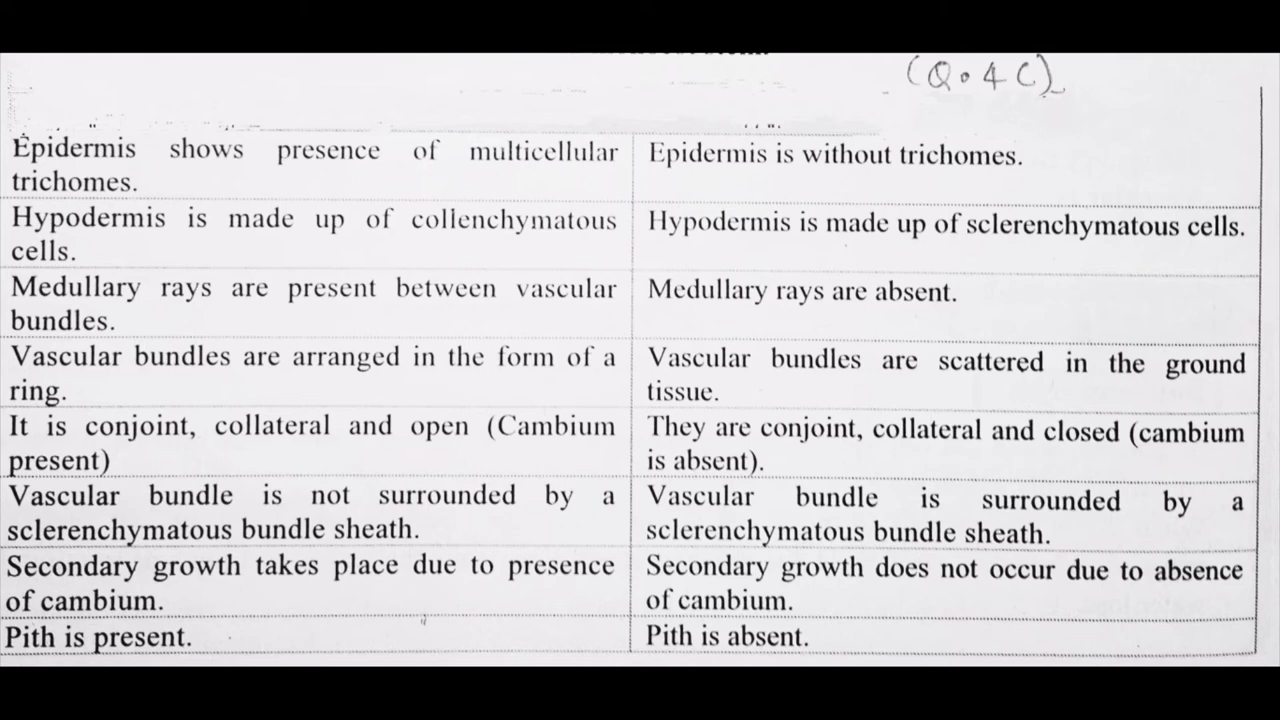 (Q.4 C)
Epidermis shows presence of multicellular
trichomes.
Epidermis is without trichomes.
Hypodermis is made up of collenchymatous
cells.
Hypodermis is made up of sclerenchymatous cells.
Medullary rays are present between vascular
bundles.
Medullary rays are absent.
Vascular bundles are arranged in the form of a
ring.
Vascular bundles are scattered in the ground
tissue.
It is conjoint, collateral and open (Cambium
present)
They are conjoint, collateral and closed (cambium
is absent).
Vascular bundle is not surrounded by a
sclerenchymatous bundle sheath.
Vascular bundle is surrounded by a
sclerenchymatous bundle sheath.
Secondary growth takes place due to presence
of cambium.
Secondary growth does not occur due to absence
of cambium.
Pith is present.
Pith is absent.